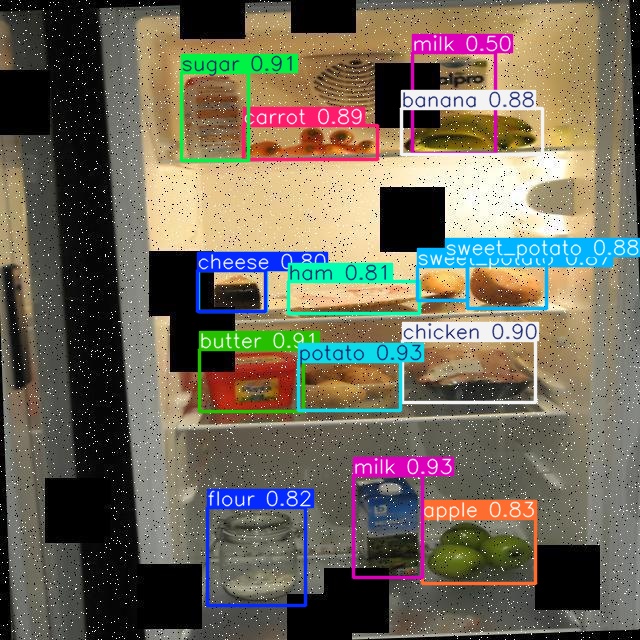 milk 0.50
sugar 0.91
alpro
banana 0.88
carrot 0.89
sweet_potato 0.88
sweet_potato 0.87
cheese 0.80
ham 0.81
chicken 0.90
butter 0.91
potato 0.93
milk 0.93
flour 0.82
apple 0.83